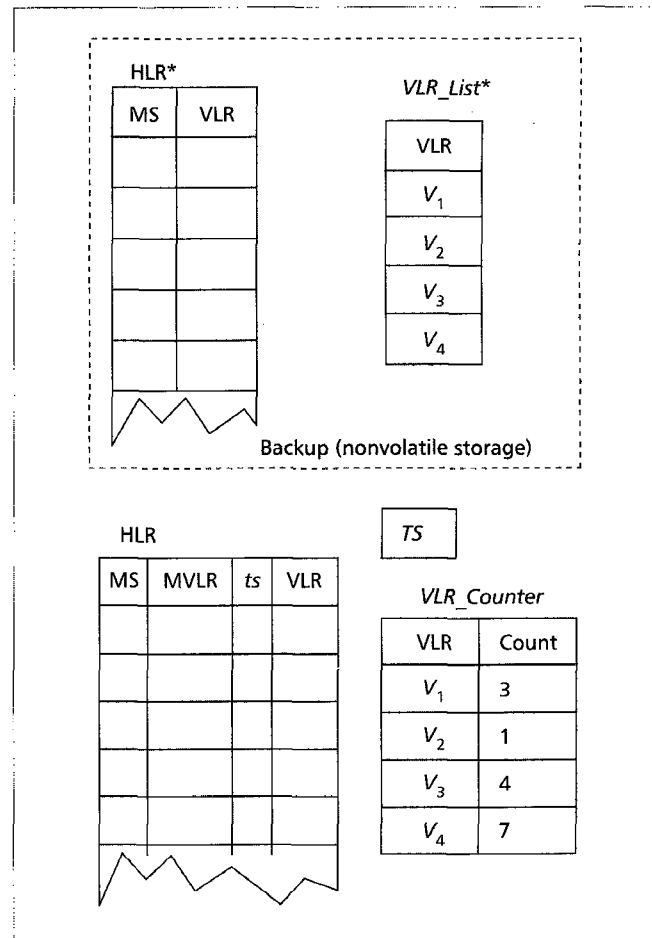 HLR*
VLR_List*
MS VLR
VLR
V1
V2
V3
V4
Backup (nonvolatile storage)
HLR
TS
MS MVLR ts VLR
VLR_Counter
VLR Count
V1 3
V2 1
V3 4
V4 7